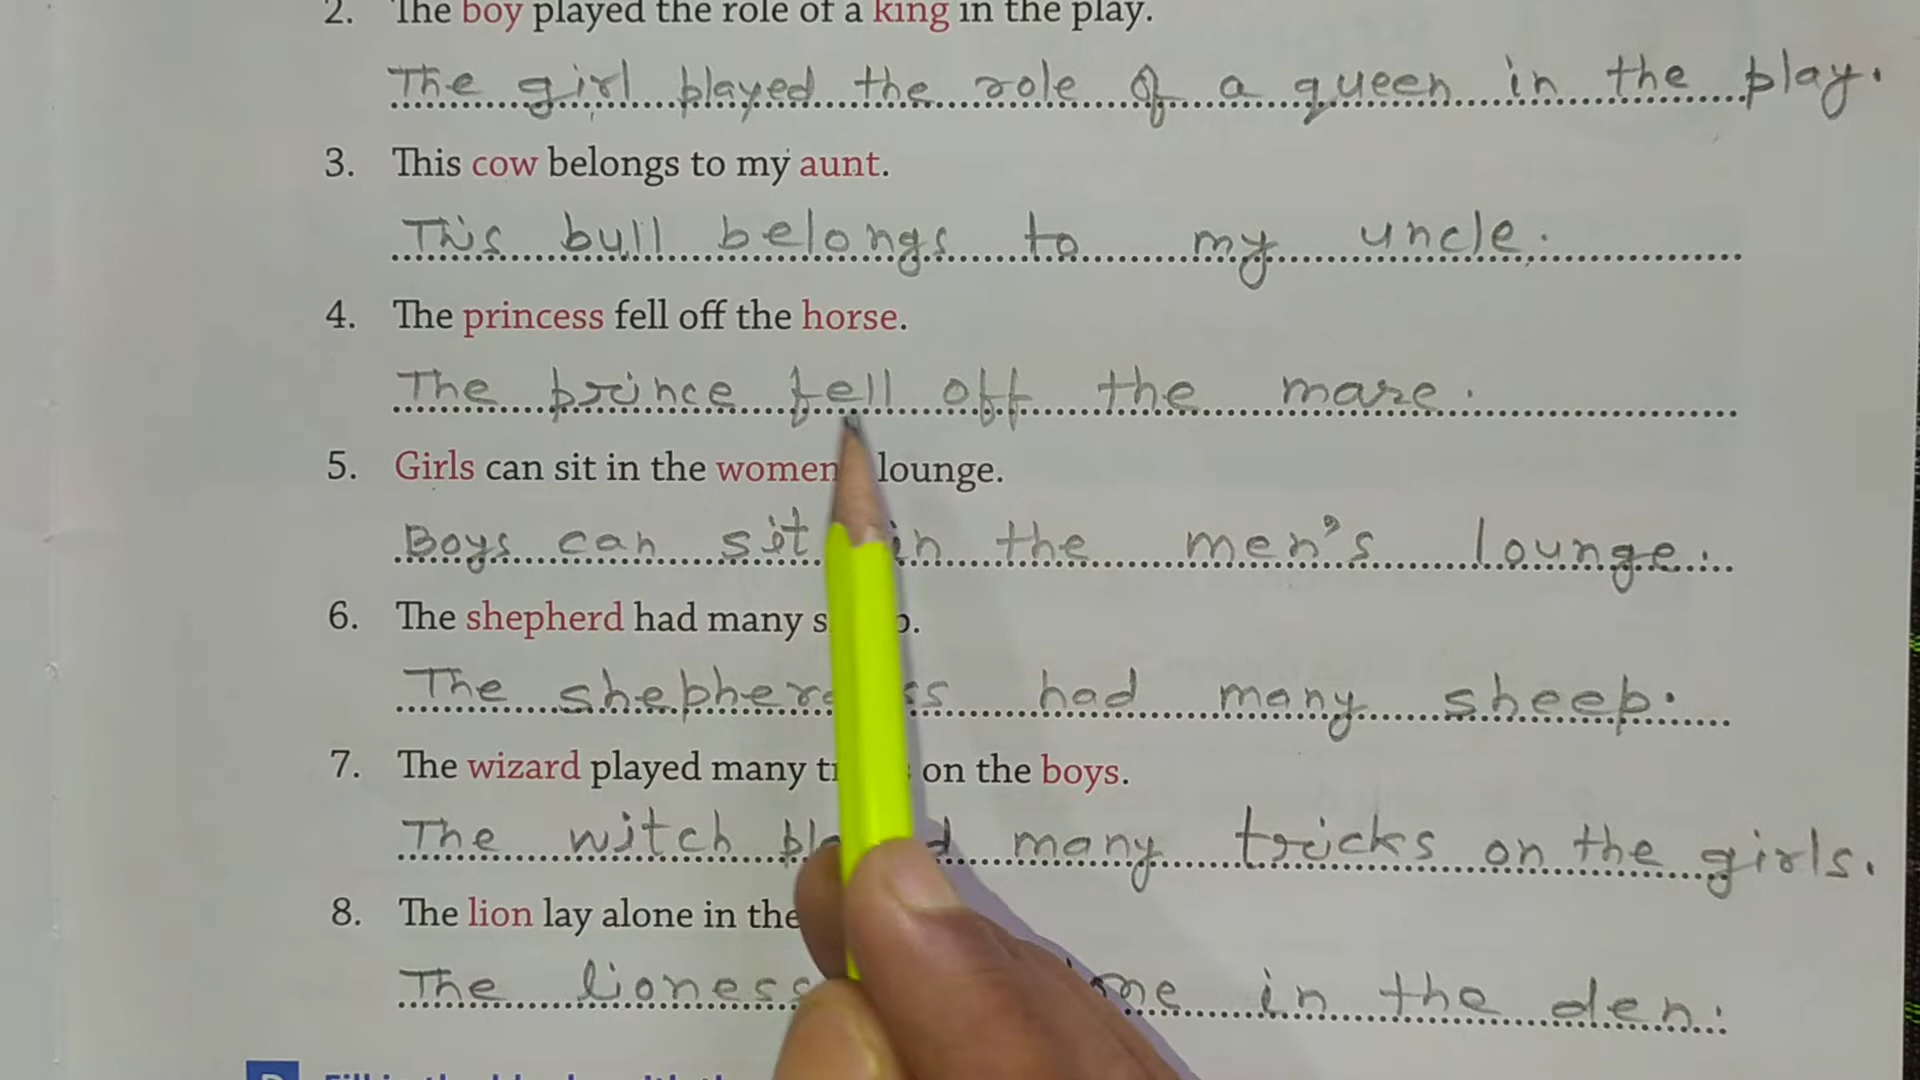 2. The boy played the role of a king in the play.
The girl played the role of a queen in the play.
3. This cow belongs to my aunt.
This bull belongs to my uncle.
4. The princess fell off the horse.
The prince fell off the mare.
5. Girls can sit in the women lounge.
Boys can sit in the men's lounge.
6. The shepherd had many
The had many sheep.
7. The wizard played many on the boys.
The witch many tricks on the girls.
8. The lion lay alone in the
The lioness in the den.